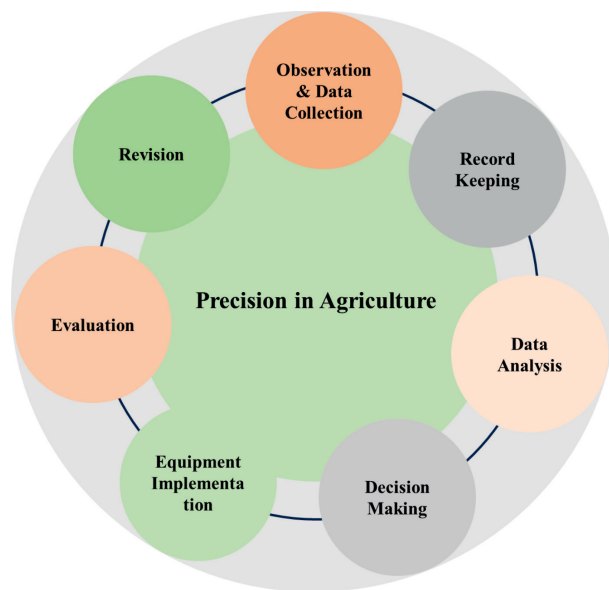 Observation
& Data
Collection
Record
Keeping
Data
Analysis
Decision
Making
Equipment
Implementa
tion
Evaluation
Revision
Precision in Agriculture